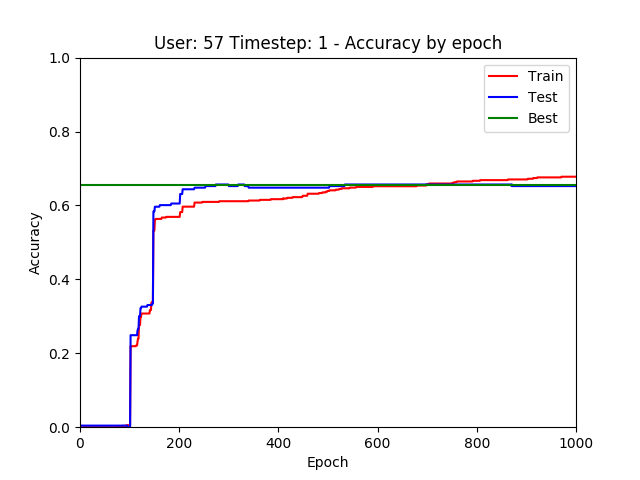 User: 57 Timestep: 1 - Accuracy by epoch
1.0
0.8
0.6
0.4
0.2
0.0
Accuracy
Train
Test
Best
0 200 400 600 800 1000
Epoch